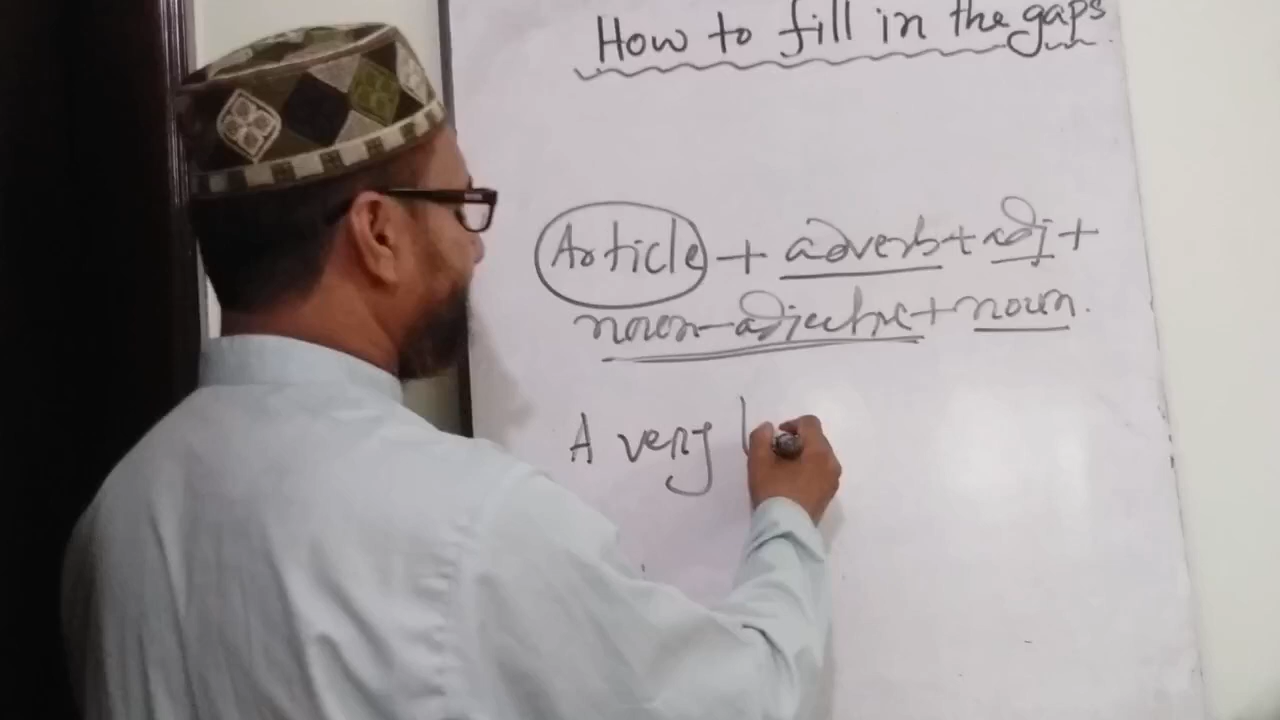 How to fill in the gaps
Article + adverb + adj +
noun-adjective + noun.
A very